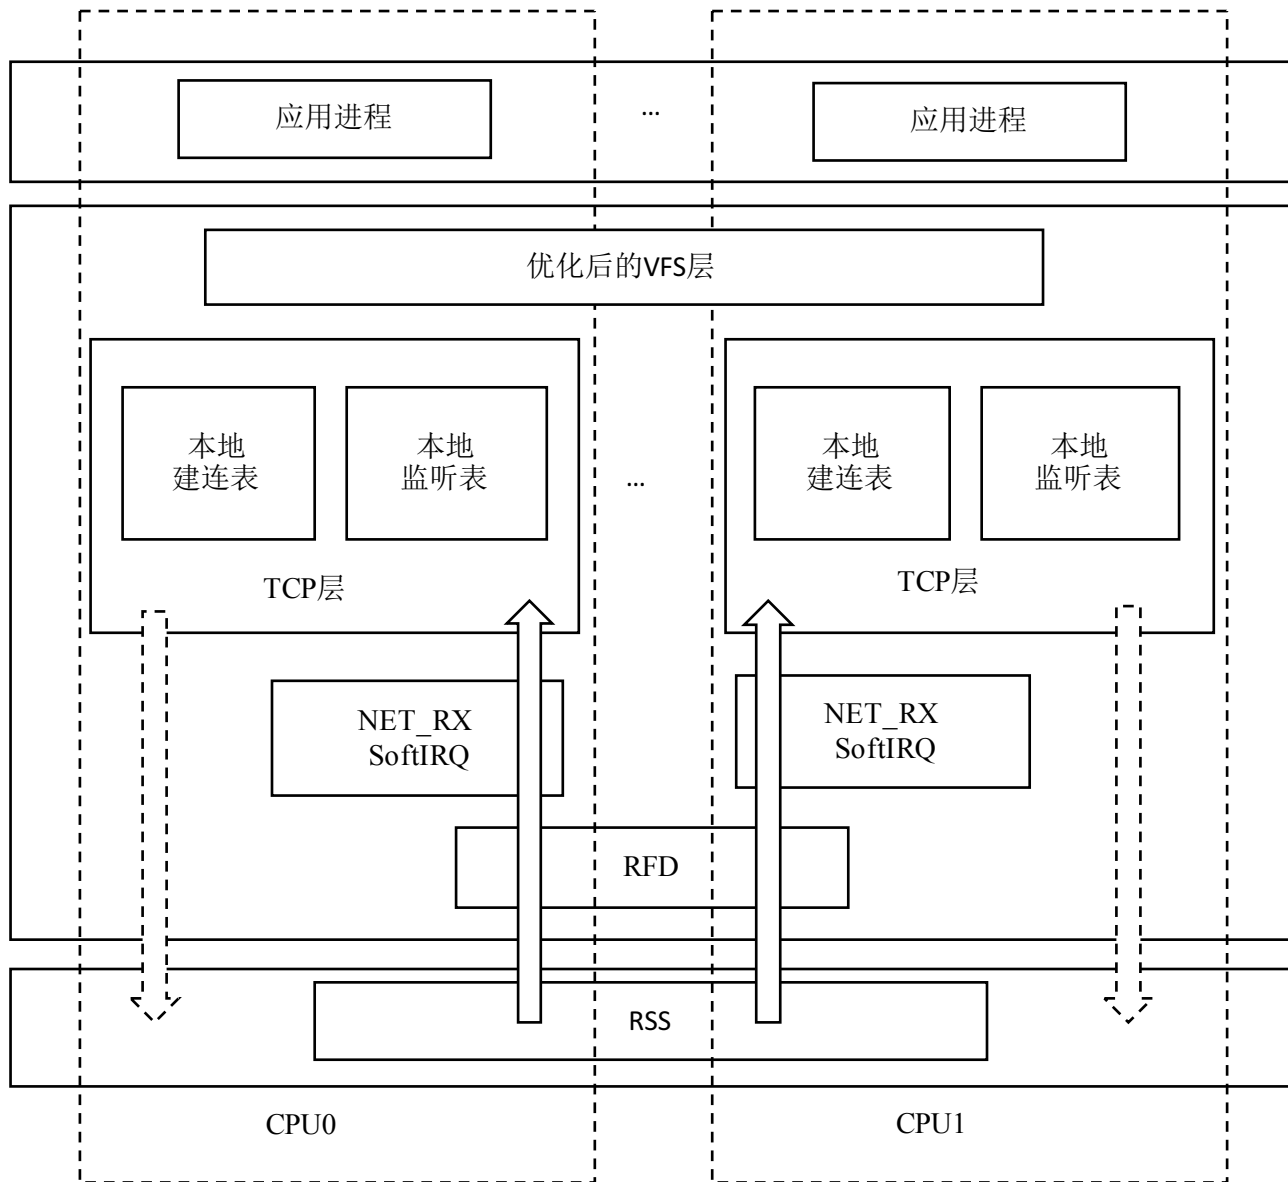 应用进程
...
应用进程
优化后的VFS层
本地
建连表
本地
监听表
TCP层
...
本地
建连表
本地
监听表
TCP层
NET_RX
SoftIRQ
NET_RX
SoftIRQ
RFD
RSS
CPU0
CPU1